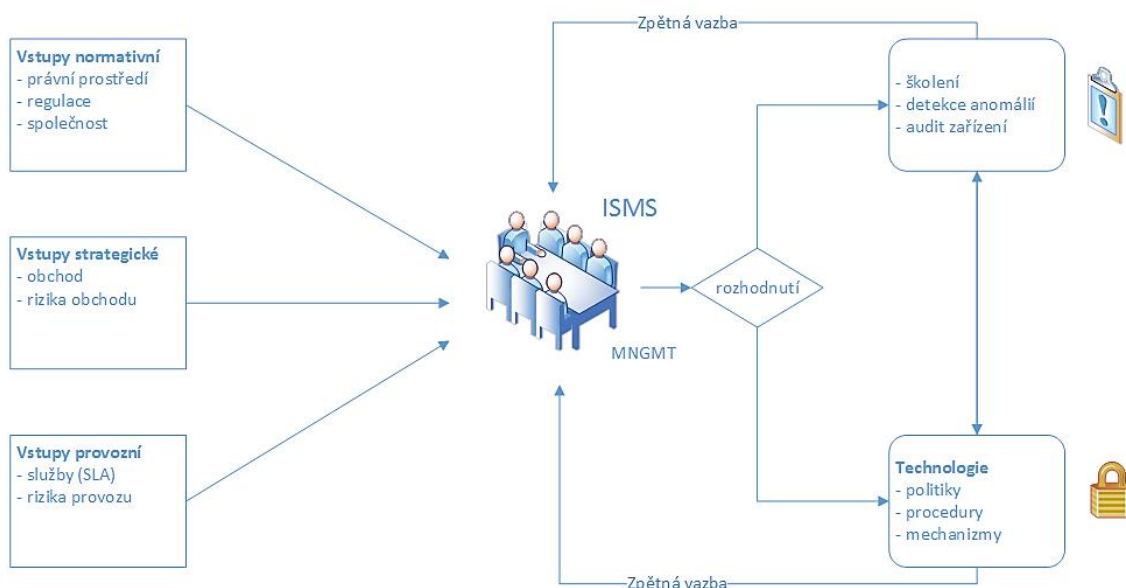 Zpětná vazba
Vstupy normativní
- právní prostředí
- regulace
- společnost
- školení
- detekce anomálií
- audit zařízení
ISMS
Vstupy strategické
- obchod
- rizika obchodu
rozhodnutí
MNGMT
Vstupy provozní
- služby (SLA)
- rizika provozu
Technologie
- politiky
- procedury
- mechanizmy
Zpětná vazba